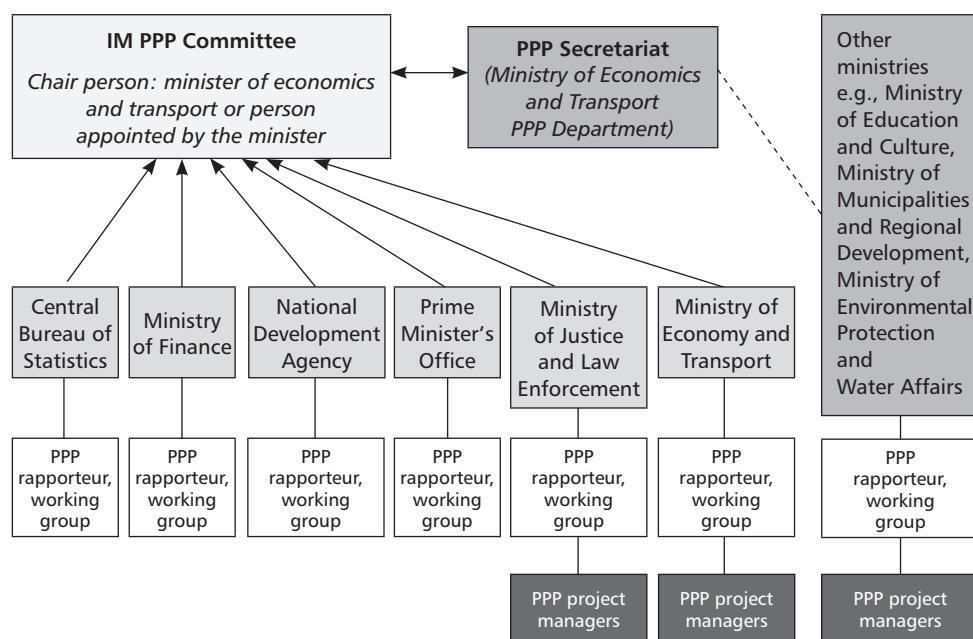 IM PPP Committee
Chair person: minister of economics
and transport or person
appointed by the minister
PPP Secretariat
(Ministry of Economics
and Transport
PPP Department)
Other
ministries
e.g., Ministry
of Education
and Culture,
Ministry of
Municipalities
and Regional
Development,
Ministry of
Environmental
Protection
and
Water Affairs
Central
Bureau of
Statistics
Ministry
of Finance
National
Development
Agency
Prime
Minister’s
Office
Ministry
of Justice
and Law
Enforcement
Ministry of
Economy and
Transport
PPP
rapporteur,
working
group
PPP
rapporteur,
working
group
PPP
rapporteur,
working
group
PPP
rapporteur,
working
group
PPP
rapporteur,
working
group
PPP
rapporteur,
working
group
PPP
rapporteur,
working
group
PPP project
managers
PPP project
managers
PPP project
managers